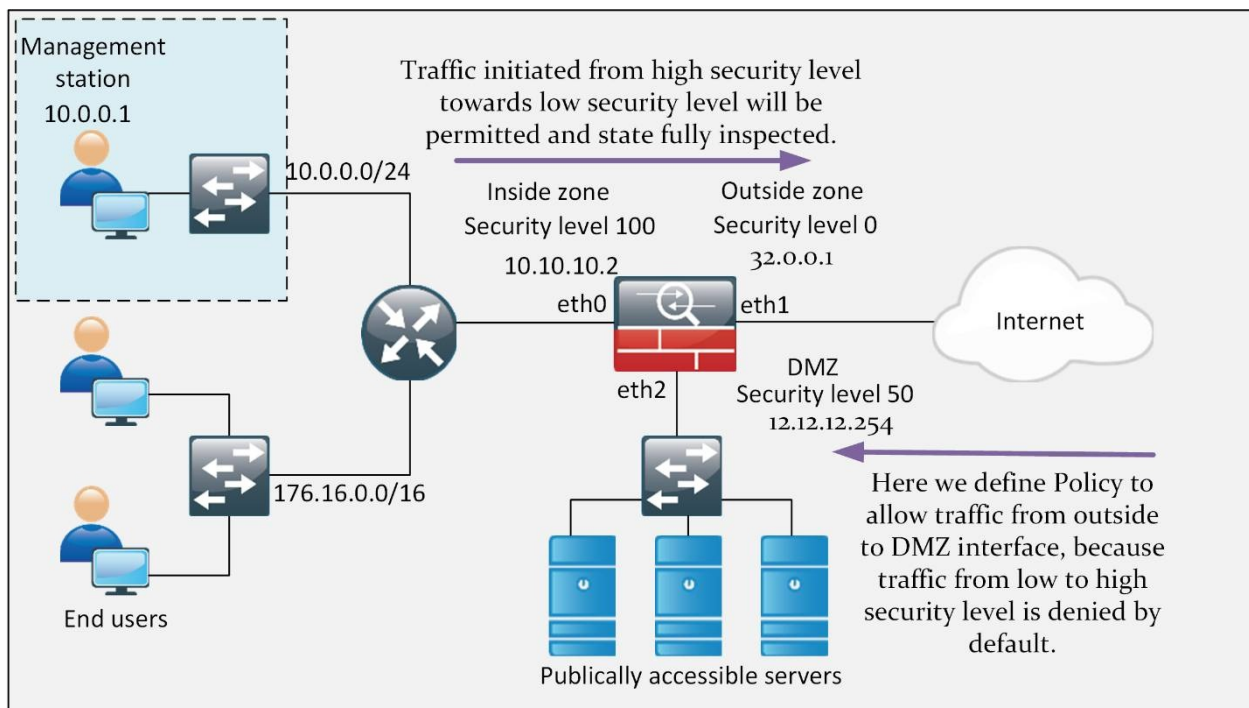 Management
station
10.0.0.1
Traffic initiated from high security level
towards low security level will be
permitted and state fully inspected.
10.0.0.0/24
Inside zone
Security level 100
10.10.10.2
Outside zone
Security level 0
32.0.0.1
eth0
eth1
Internet
eth2
DMZ
Security level 50
12.12.12.254
176.16.0.0/16
Here we define Policy to
allow traffic from outside
to DMZ interface, because
traffic from low to high
security level is denied by
default.
End users
Publically accessible servers